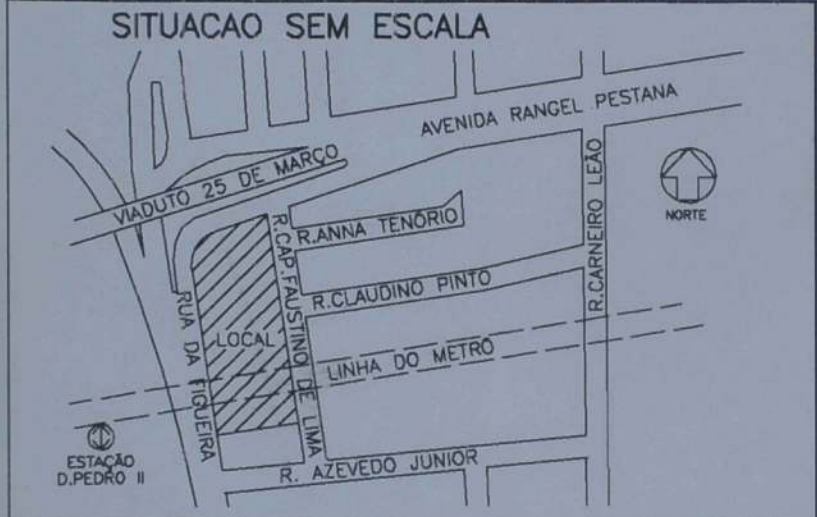 SITUACAO SEM ESCALA
AVENIDA RANGEL PESTANA
VIADUTO 25 DE MARÇO
NORTE
R.ANNA TENÓRIO
R.CAP.FAUSTINO DE LIMA
R.CARNEIRO LEÃO
R.CLAUDINO PINTO
RUA DA FIGUEIRA
LOCAL
LINHA DO METRO
ESTAÇÃO
D.PEDRO II
R. AZEVEDO JUNIOR